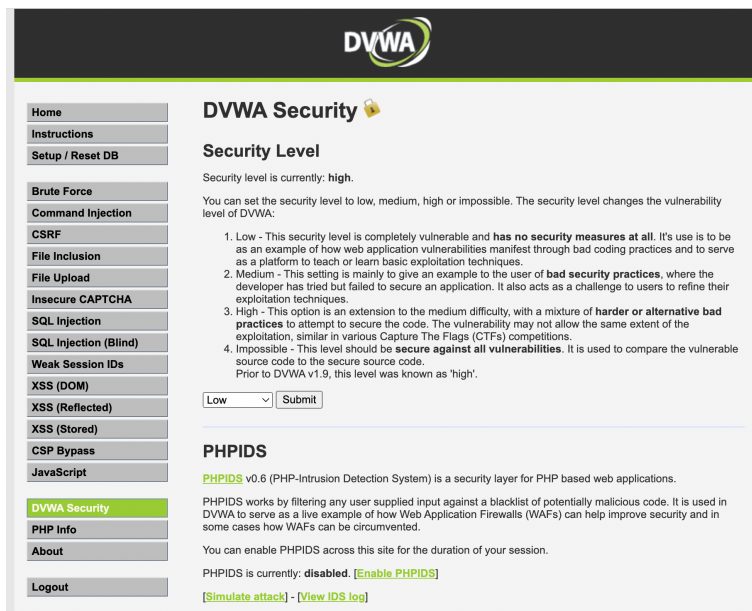 DVWA
Home
Instructions
Setup / Reset DB
Brute Force
Command Injection
CSRF
File Inclusion
File Upload
Insecure CAPTCHA
SQL Injection
SQL Injection (Blind)
Weak Session IDs
XSS (DOM)
XSS (Reflected)
XSS (Stored)
CSP Bypass
JavaScript
DVWA Security
PHP Info
About
Logout
DVWA Security
Security Level
Security level is currently: high.
You can set the security level to low, medium, high or impossible. The security level changes the vulnerability
level of DVWA:
1. Low - This security level is completely vulnerable and has no security measures at all. It's use is to be
as an example of how web application vulnerabilities manifest through bad coding practices and to serve
as a platform to teach or learn basic exploitation techniques.
2. Medium - This setting is mainly to give an example to the user of bad security practices, where the
developer has tried but failed to secure an application. It also acts as a challenge to users to refine their
exploitation techniques.
3. High - This option is an extension to the medium difficulty, with a mixture of harder or alternative bad
practices to attempt to secure the code. The vulnerability may not allow the same extent of the
exploitation, similar in various Capture The Flags (CTFs) competitions.
4. Impossible - This level should be secure against all vulnerabilities. It is used to compare the vulnerable
source code to the secure source code.
Prior to DVWA v1.9, this level was known as 'high'.
Low Submit
PHPIDS
PHPIDS v0.6 (PHP-Intrusion Detection System) is a security layer for PHP based web applications.
PHPIDS works by filtering any user supplied input against a blacklist of potentially malicious code. It is used in
DVWA to serve as a live example of how Web Application Firewalls (WAFs) can help improve security and in
some cases how WAFs can be circumvented.
You can enable PHPIDS across this site for the duration of your session.
PHPIDS is currently: disabled. [Enable PHPIDS]
[Simulate attack] - [View IDS log]